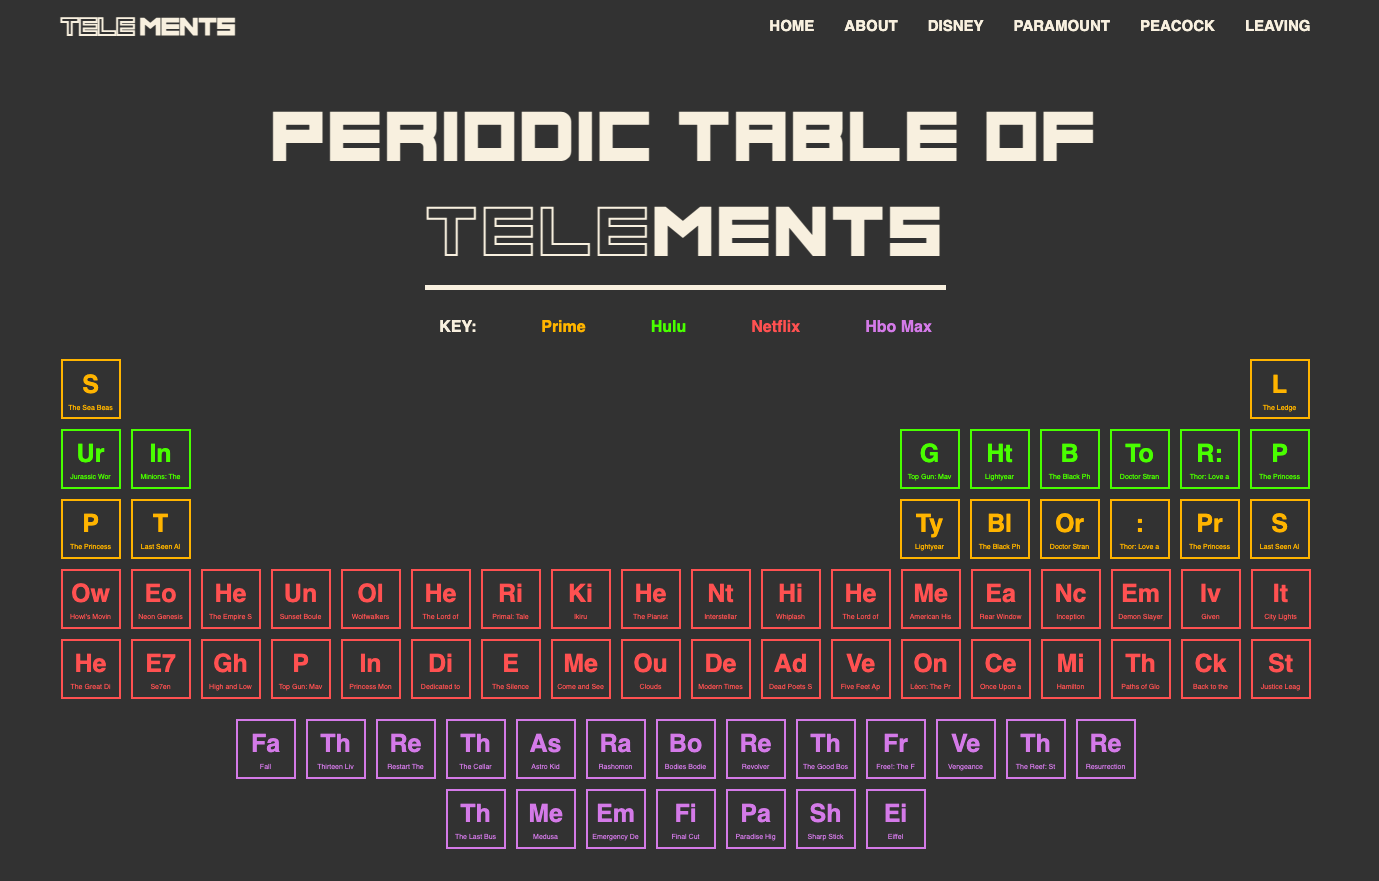 TELEMENTS HOME ABOUT DISNEY PARAMOUNT PEACOCK LEAVING
PERIODIC TABLE OF
TELEMENTS
KEY: Prime Hulu Netflix Hbo Max
S L
The Sea Beas The Ledge
Ur In G Ht B To R: P
Jurassic Wor Minions: The Top Gun: Mav Lightyear The Black Ph Doctor Stran Thor: Love a The Princess
P T Ty Bl Or : Pr S
The Princess Last Seen Al Lightyear The Black Ph Doctor Stran Thor: Love a The Princess Last Seen Al
Ow Eo He Un Ol He Ri Ki He Nt Hi He Me Ea Nc Em Iv It
Howl's Movin Neon Genesis The Empire S Sunset Boule Wolfwalkers The Lord of Primal: Tale Ikiru The Pianist Interstellar Whiplash The Lord of American His Rear Window Inception Demon Slayer Given City Lights
He E7 Gh P In Di E Me Ou De Ad Ve On Ce Mi Th Ck St
The Great Di Se7en High and Low Top Gun: Mav Princess Mon Dedicated to The Silence Come and See Clouds Modern Times Dead Poets S Five Feet Ap Léon: The Pr Once Upon a Hamilton Paths of Glo Back to the Justice Leag
Fa Th Re Th As Ra Bo Re Th Fr Ve Th Re
Fall Thirteen Liv Restart The The Cellar Astro Kid Rashomon Bodies Bodie Revolver The Good Bos Free!: The F Vengeance The Reef: St Resurrection
Th Me Em Fi Pa Sh Ei
The Last Bus Medusa Emergency De Final Cut Paradise Hig Sharp Stick Eiffel